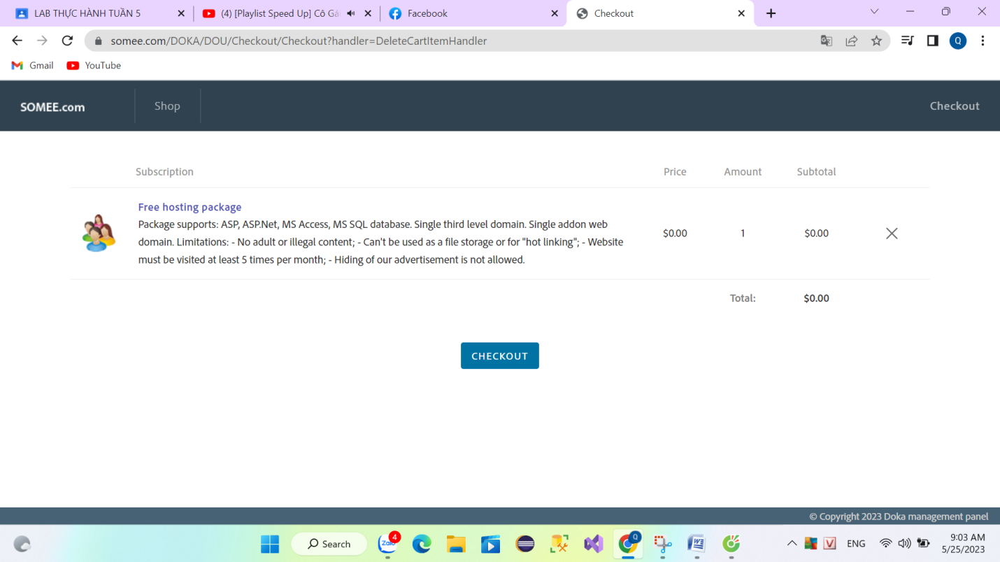 LAB THỰC HÀNH TUẦN 5
(4) [Playlist Speed Up] Cô Gá
Facebook
Checkout
somee.com/DOKA/DOU/Checkout/Checkout?handler=DeleteCartItemHandler
Q
Gmail
YouTube
SOMEE.com
Shop
Checkout
Subscription
Price
Amount
Subtotal
Free hosting package
Package supports: ASP, ASP.Net, MS Access, MS SQL database. Single third level domain. Single addon web
domain. Limitations: - No adult or illegal content; - Can't be used as a file storage or for "hot linking"; - Website
must be visited at least 5 times per month; - Hiding of our advertisement is not allowed.
$0.00
1
$0.00
Total:
$0.00
CHECKOUT
© Copyright 2023 Doka management panel
Search
Zalo
4
Q
W
V
ENG
9:03 AM
5/25/2023